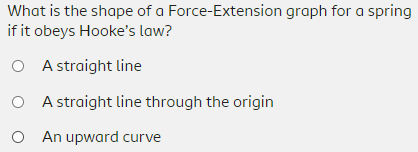 What is the shape of a Force-Extension graph for a spring
if it obeys Hooke's law?
A straight line
A straight line through the origin
An upward curve